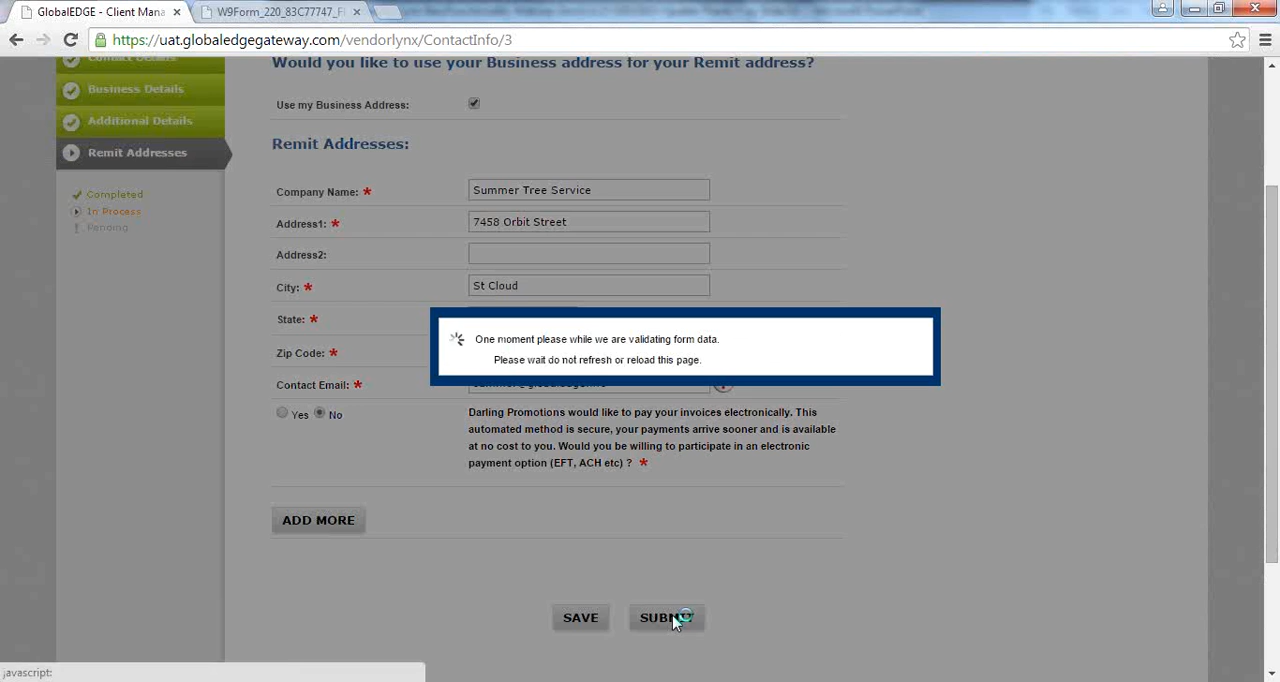 GlobalEDGE - Client Mana
W9Form_220_83C77747_F
https://uat.globaledgegateway.com/vendorlynx/ContactInfo/3
Contact Details
Business Details
Additional Details
Remit Addresses
Completed
In Process
Pending
Would you like to use your Business address for your Remit address?
Use my Business Address:
Remit Addresses:
Company Name: *
Summer Tree Service
Address1: *
7458 Orbit Street
Address2:
City: *
St Cloud
State: *
Zip Code: *
Contact Email: *
One moment please while we are validating form data.
Please wait do not refresh or reload this page.
Yes No
Darling Promotions would like to pay your invoices electronically. This
automated method is secure, your payments arrive sooner and is available
at no cost to you. Would you be willing to participate in an electronic
payment option (EFT, ACH etc) ? *
ADD MORE
SAVE
SUBMIT
javascript: